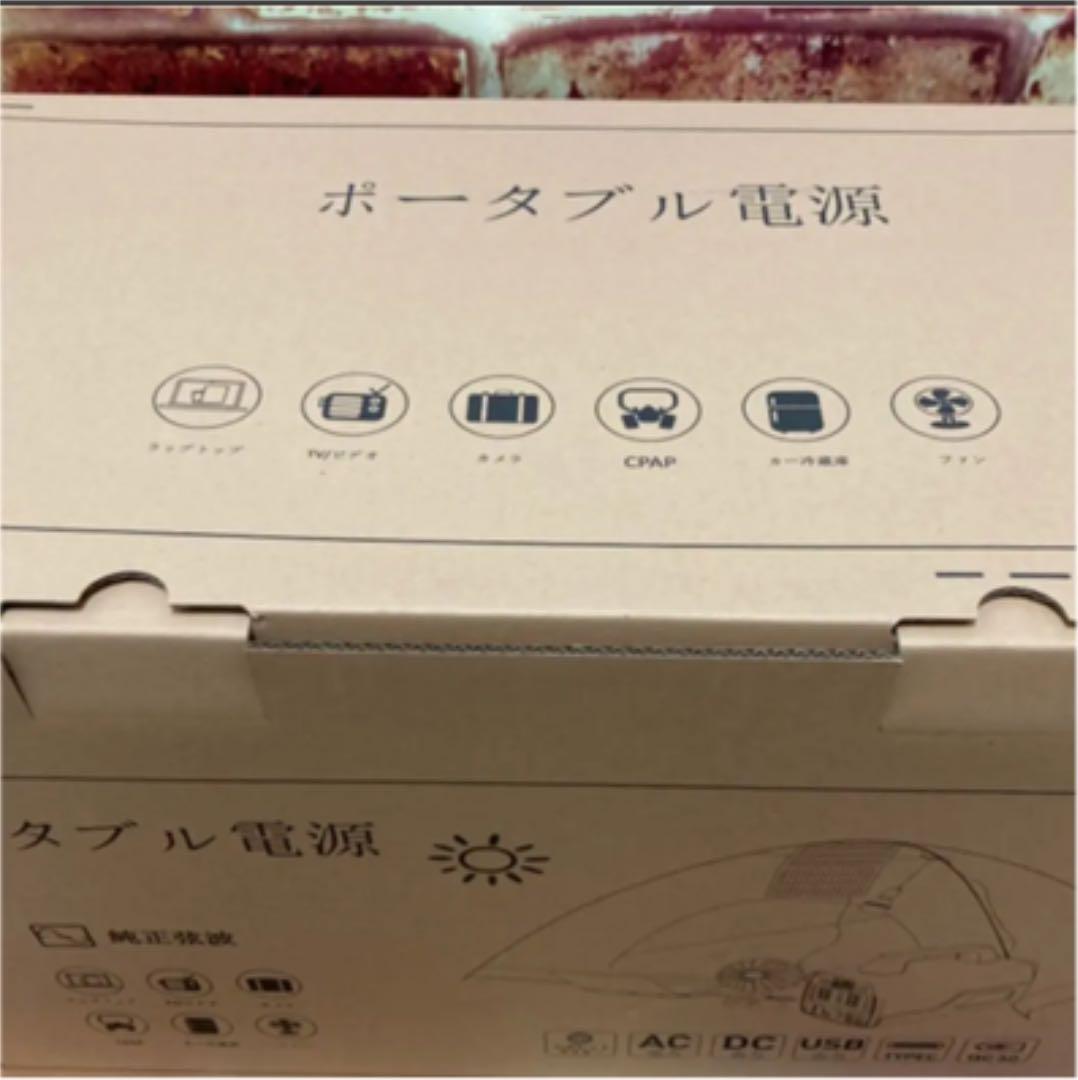 ポータブル電源
ラップトップ TV/ビデオ カメラ CPAP カー冷蔵庫 ファン
タブル電源
純正弦波
AC DC USB TYPEC